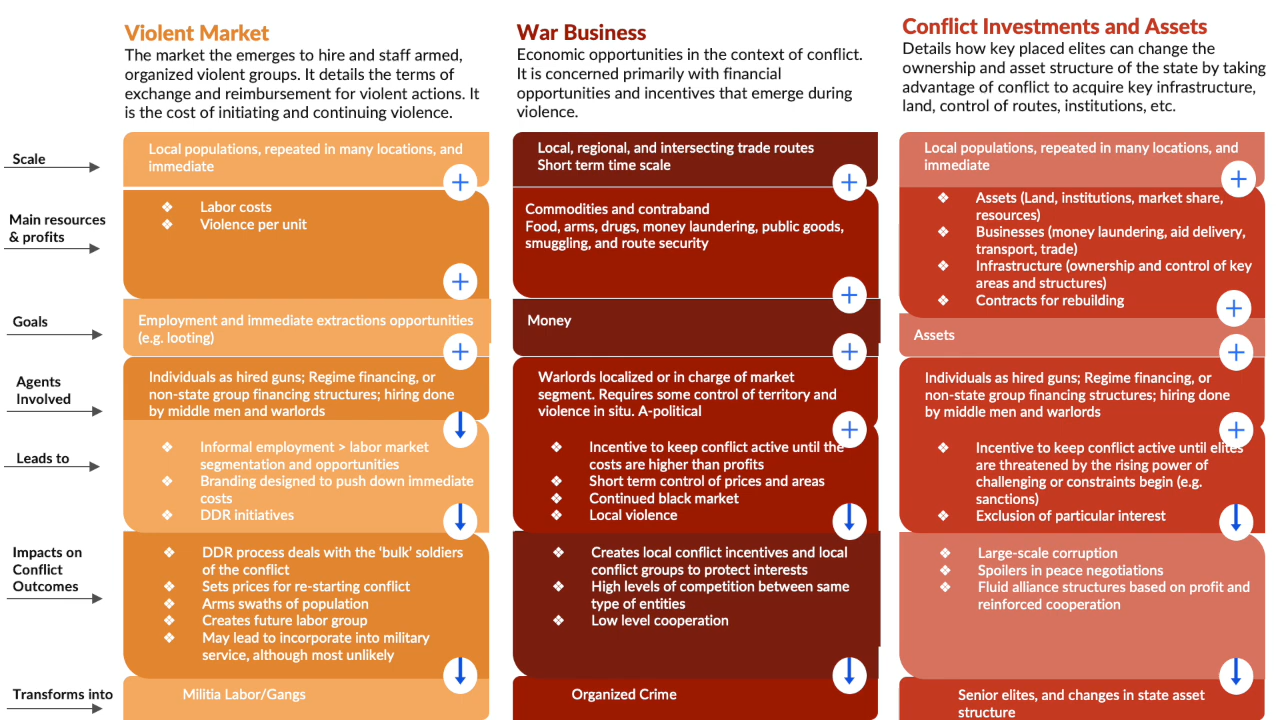 Violent Market
The market the emerges to hire and staff armed,
organized violent groups. It details the terms of
exchange and reimbursement for violent actions. It
is the cost of initiating and continuing violence.
War Business
Economic opportunities in the context of conflict.
It is concerned primarily with financial
opportunities and incentives that emerge during
violence.
Conflict Investments and Assets
Details how key placed elites can change the
ownership and asset structure of the state by taking
advantage of conflict to acquire key infrastructure,
land, control of routes, institutions, etc.
Scale
Local populations, repeated in many locations, and
immediate
Local, regional, and intersecting trade routes
Short term time scale
Local populations, repeated in many locations, and
immediate
Main resources
& profits
❖ Labor costs
❖ Violence per unit
Commodities and contraband
Food, arms, drugs, money laundering, public goods,
smuggling, and route security
❖ Assets (Land, institutions, market share,
resources)
❖ Businesses (money laundering, aid delivery,
transport, trade)
❖ Infrastructure (ownership and control of key
areas and structures)
❖ Contracts for rebuilding
Goals
Employment and immediate extractions opportunities
(e.g. looting)
Money
Assets
Agents
Involved
Individuals as hired guns; Regime financing, or
non-state group financing structures; hiring done
by middle men and warlords
Warlords localized or in charge of market
segment. Requires some control of territory and
violence in situ. A-political
Individuals as hired guns; Regime financing, or
non-state group financing structures; hiring done
by middle men and warlords
Leads to
❖ Informal employment > labor market
segmentation and opportunities
❖ Branding designed to push down immediate
costs
❖ DDR initiatives
❖ Incentive to keep conflict active until the
costs are higher than profits
❖ Short term control of prices and areas
❖ Continued black market
❖ Local violence
❖ Incentive to keep conflict active until elites
are threatened by the rising power of
challenging or constraints begin (e.g.
sanctions)
❖ Exclusion of particular interest
Impacts on
Conflict
Outcomes
❖ DDR process deals with the ‘bulk’ soldiers
of the conflict
❖ Sets prices for re-starting conflict
❖ Arms swaths of population
❖ Creates future labor group
❖ May lead to incorporate into military
service, although most unlikely
❖ Creates local conflict incentives and local
conflict groups to protect interests
❖ High levels of competition between same
type of entities
❖ Low level cooperation
❖ Large-scale corruption
❖ Spoilers in peace negotiations
❖ Fluid alliance structures based on profit and
reinforced cooperation
Transforms into
Militia Labor/Gangs
Organized Crime
Senior elites, and changes in state asset
structure